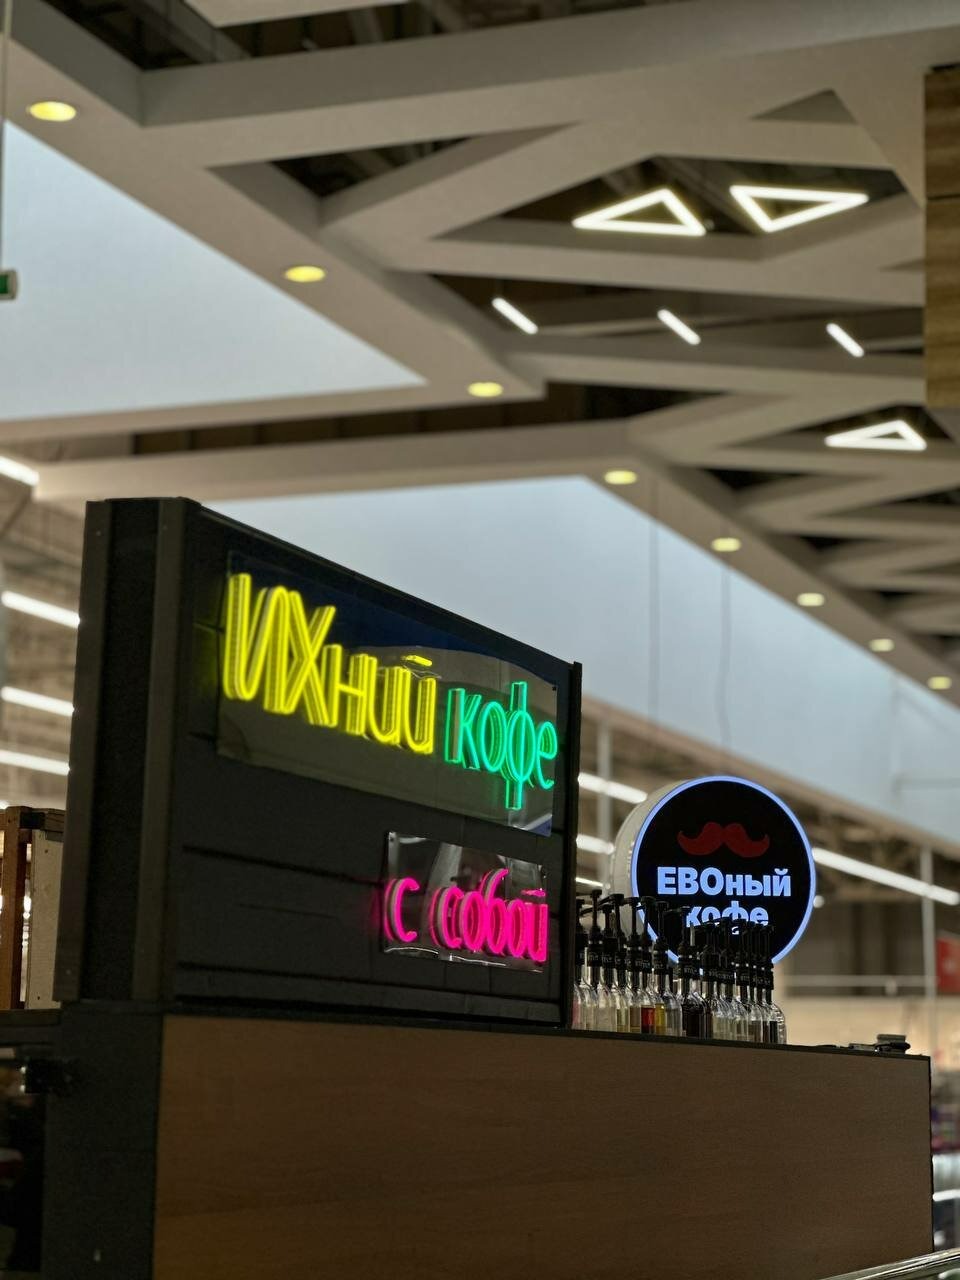 ИХний кофе
с собой
ЕВОный
кофе